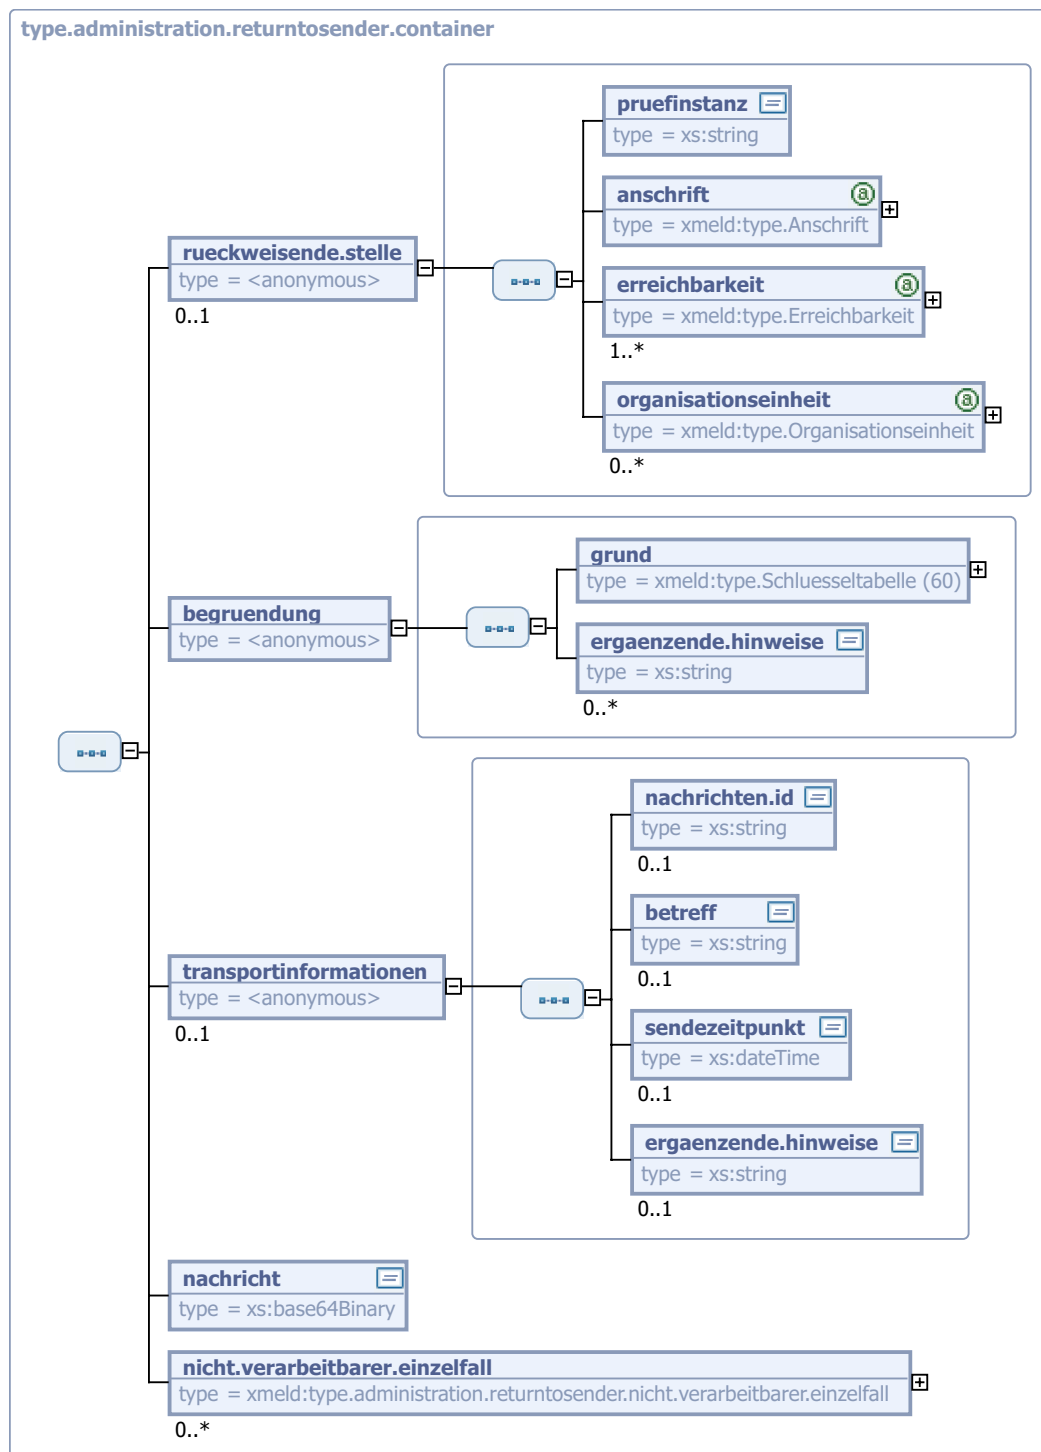 type.administration.returntosender.container
rueckweisende.stelle
type = <anonymous>
0..1
pruefinstanz
type = xs:string
anschrift
type = xmeld:type.Anschrift
erreichbarkeit
type = xmeld:type.Erreichbarkeit
1..*
organisationseinheit
type = xmeld:type.Organisationseinheit
0..*
begruendung
type = <anonymous>
grund
type = xmeld:type.Schluesseltabelle (60)
ergaenzende.hinweise
type = xs:string
0..*
transportinformationen
type = <anonymous>
0..1
nachrichten.id
type = xs:string
0..1
betreff
type = xs:string
0..1
sendezeitpunkt
type = xs:dateTime
0..1
ergaenzende.hinweise
type = xs:string
0..1
nachricht
type = xs:base64Binary
nicht.verarbeitbarer.einzelfall
type = xmeld:type.administration.returntosender.nicht.verarbeitbarer.einzelfall
0..*